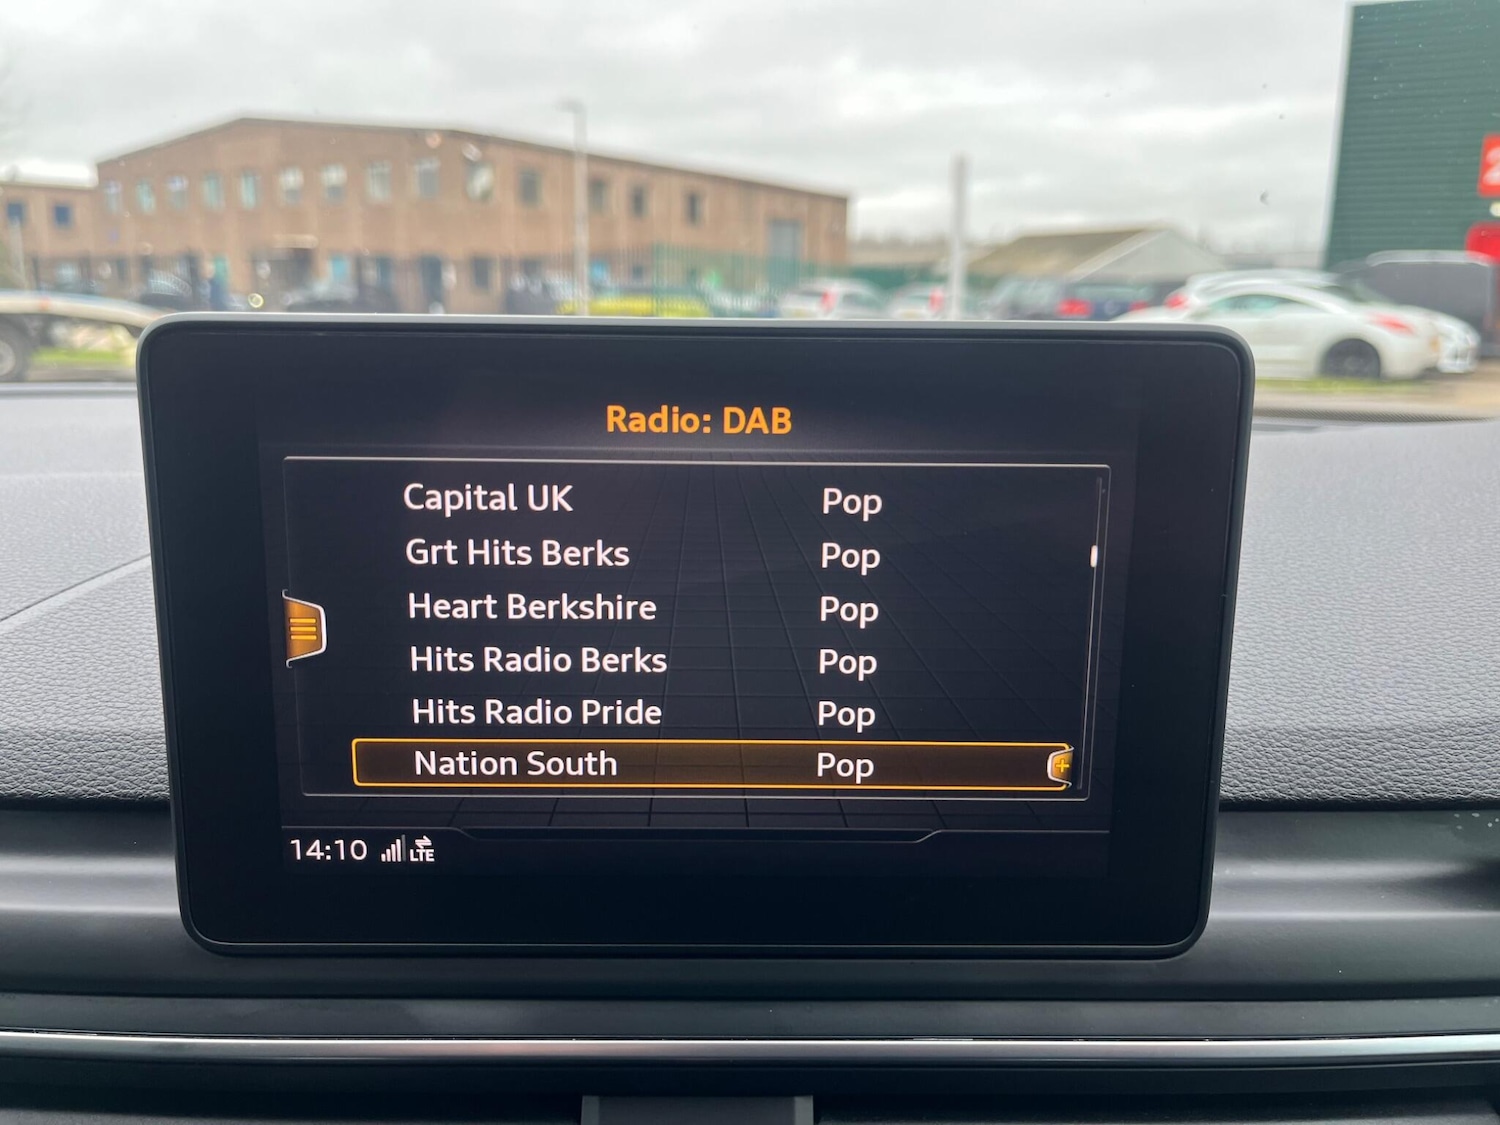 2
Radio: DAB
Capital UK Pop
Grt Hits Berks Pop
Heart Berkshire Pop
Hits Radio Berks Pop
Hits Radio Pride Pop
Nation South Pop
14:10 LTE